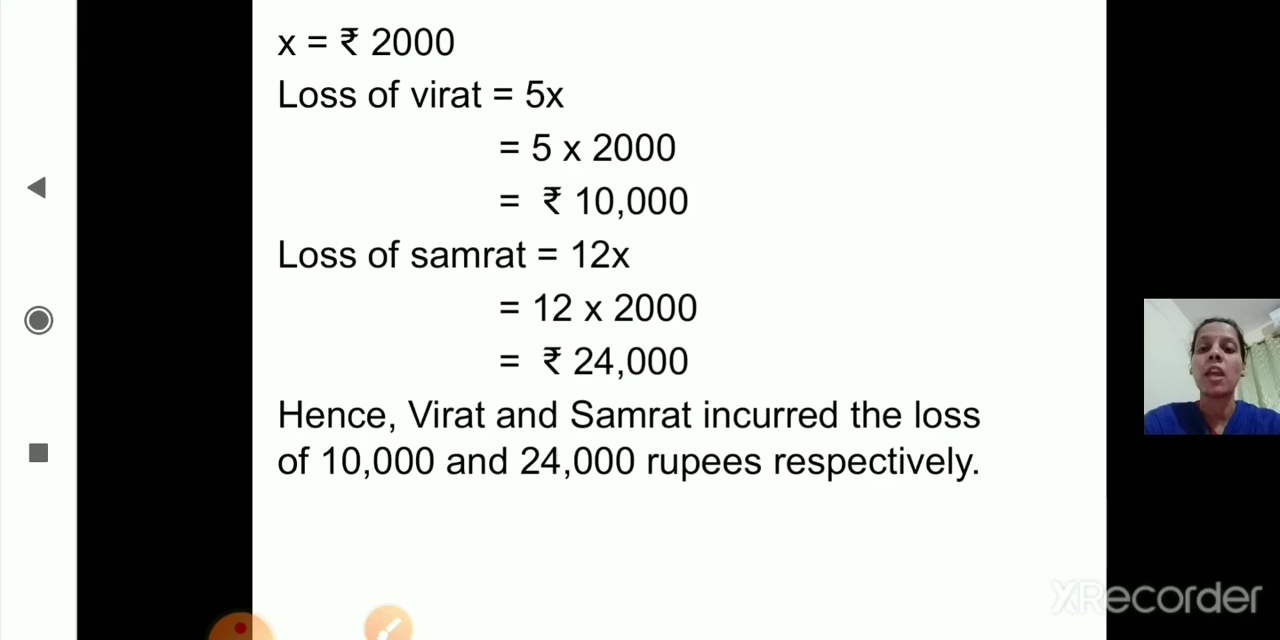 x = ₹ 2000
Loss of virat = 5x
= 5 x 2000
= ₹ 10,000
Loss of samrat = 12x
= 12 x 2000
= ₹ 24,000
Hence, Virat and Samrat incurred the loss
of 10,000 and 24,000 rupees respectively.
XRecorder